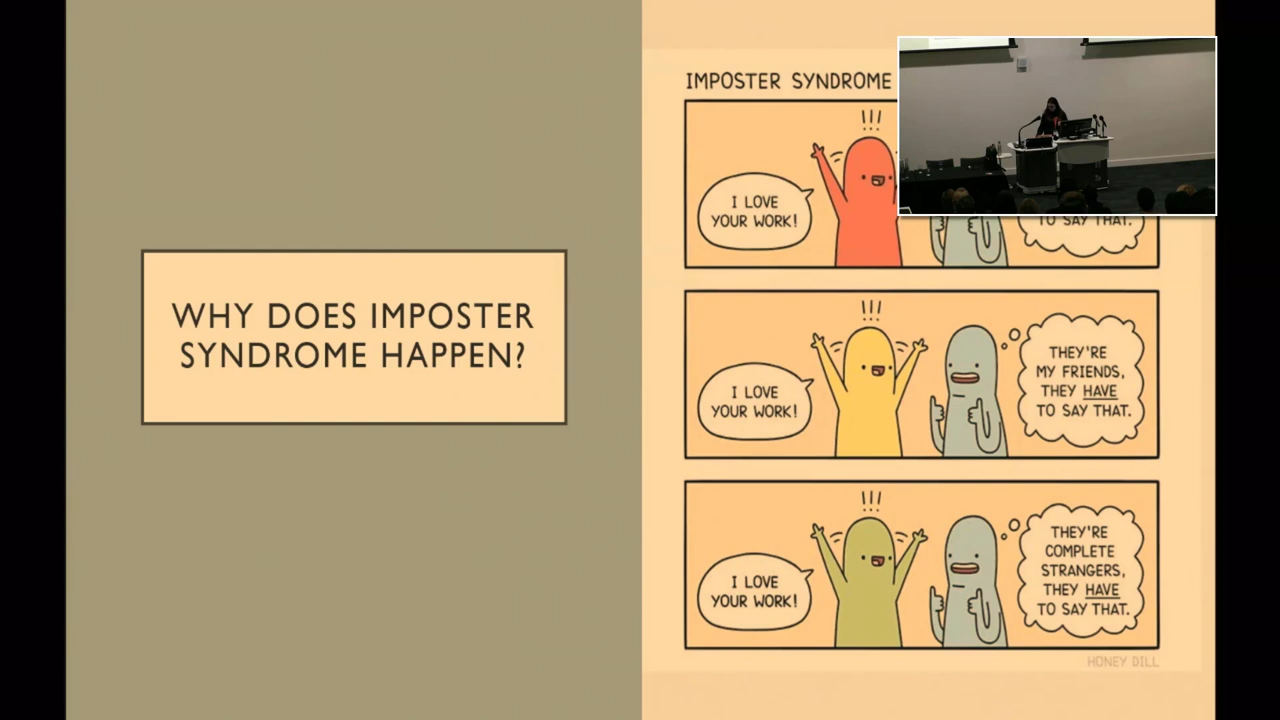 WHY DOES IMPOSTER
SYNDROME HAPPEN?
IMPOSTER SYNDROME
!!!
I LOVE
YOUR WORK!
TO SAY THAT.
!!!
I LOVE
YOUR WORK!
THEY'RE
MY FRIENDS,
THEY HAVE
TO SAY THAT.
!!!
I LOVE
YOUR WORK!
THEY'RE
COMPLETE
STRANGERS,
THEY HAVE
TO SAY THAT.
HONEY DILL